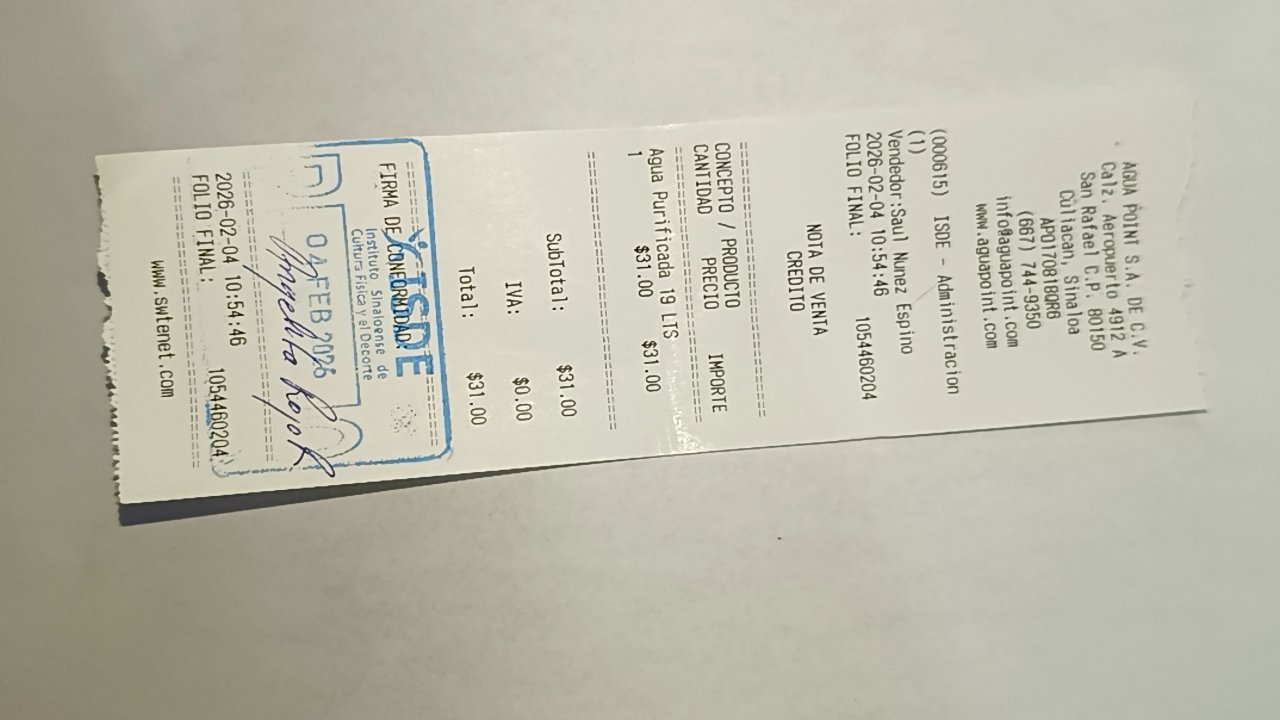 AGUA POINT S.A. DE C.V.
Calz. Aeropuerto 4912 A
San Rafael C.P. 80150
Culiacan, Sinaloa
APO170818QR6
(667) 744-9350
info@aguapoint.com
www.aguapoint.com
(000615) ISDE - Administracion
(1)
Vendedor:Saul Nunez Espino
2026-02-04 10:54:46
FOLIO FINAL: 1054460204
NOTA DE VENTA
CREDITO
CONCEPTO / PRODUCTO
CANTIDAD PRECIO IMPORTE
Agua Purificada 19 LTS
1 $31.00 $31.00
SubTotal: $31.00
IVA: $0.00
Total: $31.00
ISDE
FIRMA DE CONFORMIDAD:
Instituto Sinaloense de
Cultura Física y el Deporte
04 FEB 2026
Angelita Rojo R
2026-02-04 10:54:46
FOLIO FINAL: 1054460204
www.swtenet.com